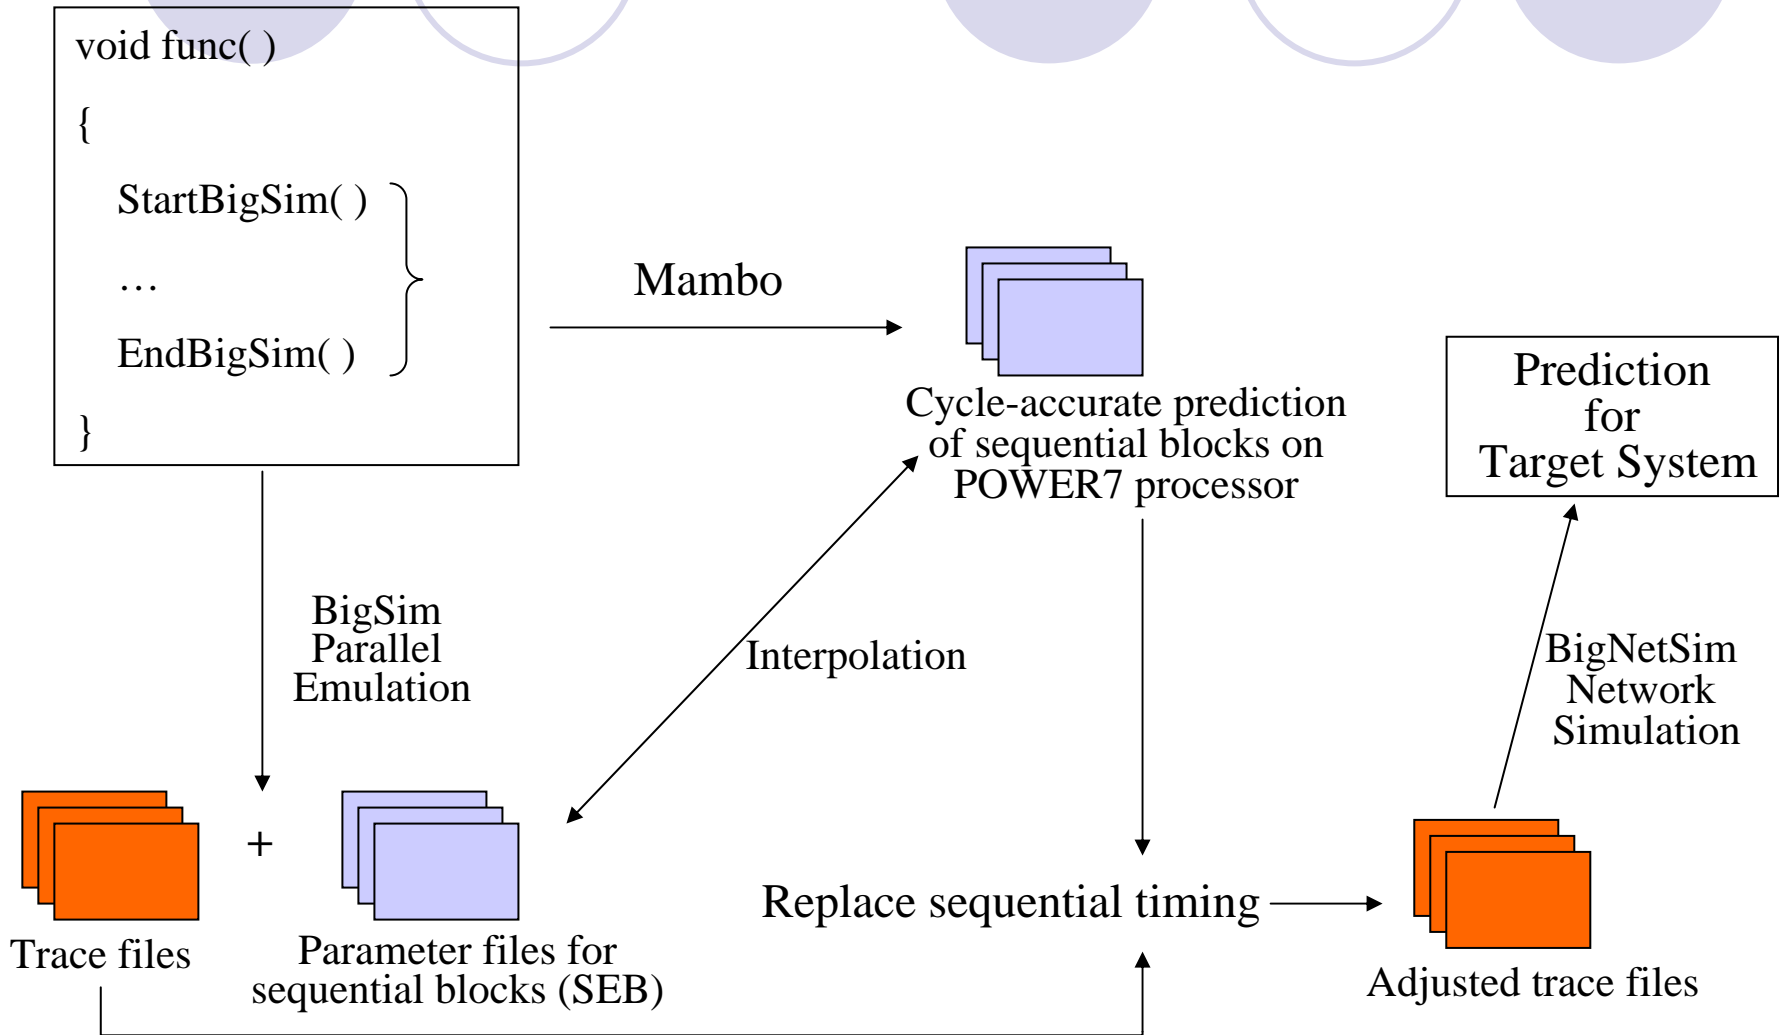 void func( )
{
StartBigSim( )
…
EndBigSim( )
}
Mambo
Cycle-accurate prediction
of sequential blocks on
POWER7 processor
Prediction
for
Target System
BigSim
Parallel
Emulation
Interpolation
BigNetSim
Network
Simulation
+
Trace files
Parameter files for
sequential blocks (SEB)
Replace sequential timing
Adjusted trace files